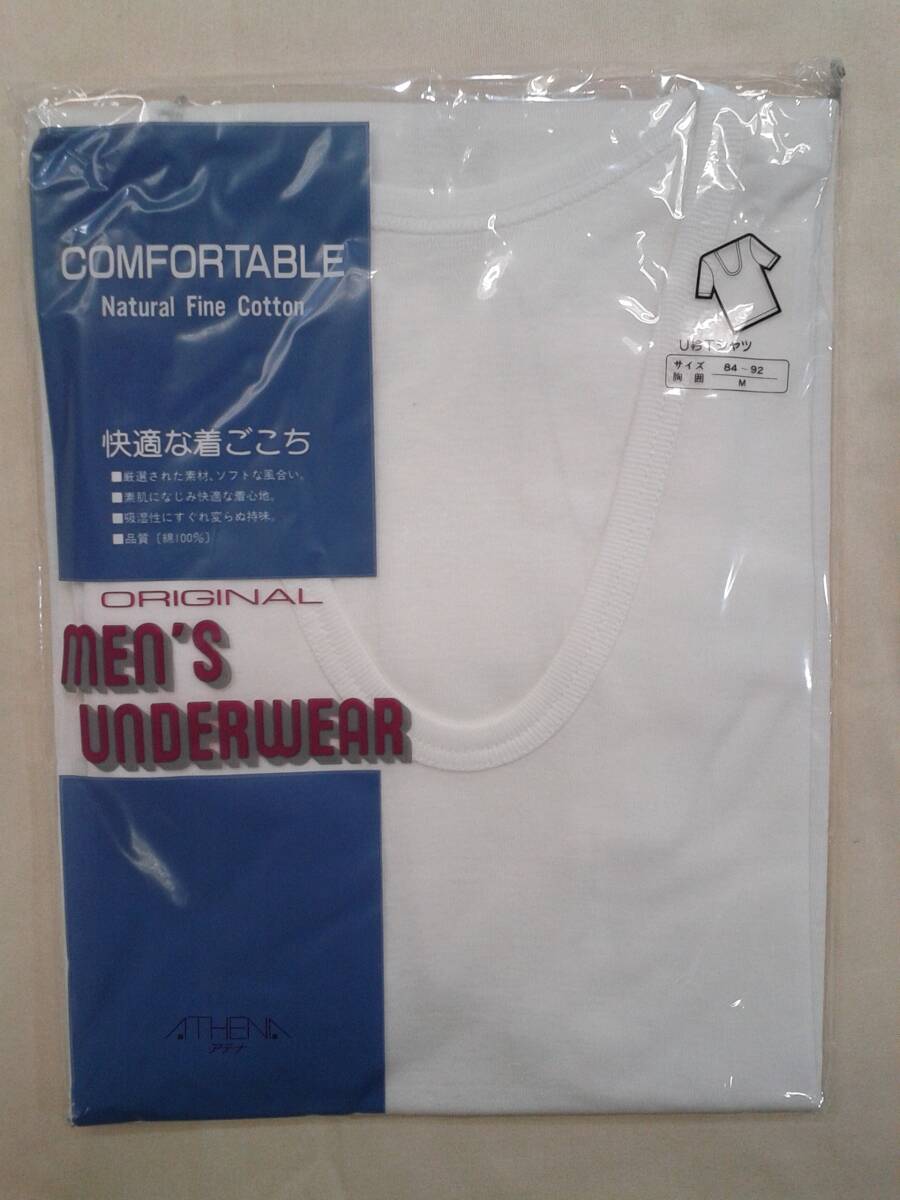 COMFORTABLE
Natural Fine Cotton
快適な着ごこち
■厳選された素材、ソフトな風合い。
■素肌になじみ快適な着心地。
■吸湿性にすぐれ変らぬ持味。
■品質〔綿100%〕
ORIGINAL
MEN'S
UNDERWEAR
ATHENA
アテナ
U首Tシャツ
サイズ 84~92
胸囲 M